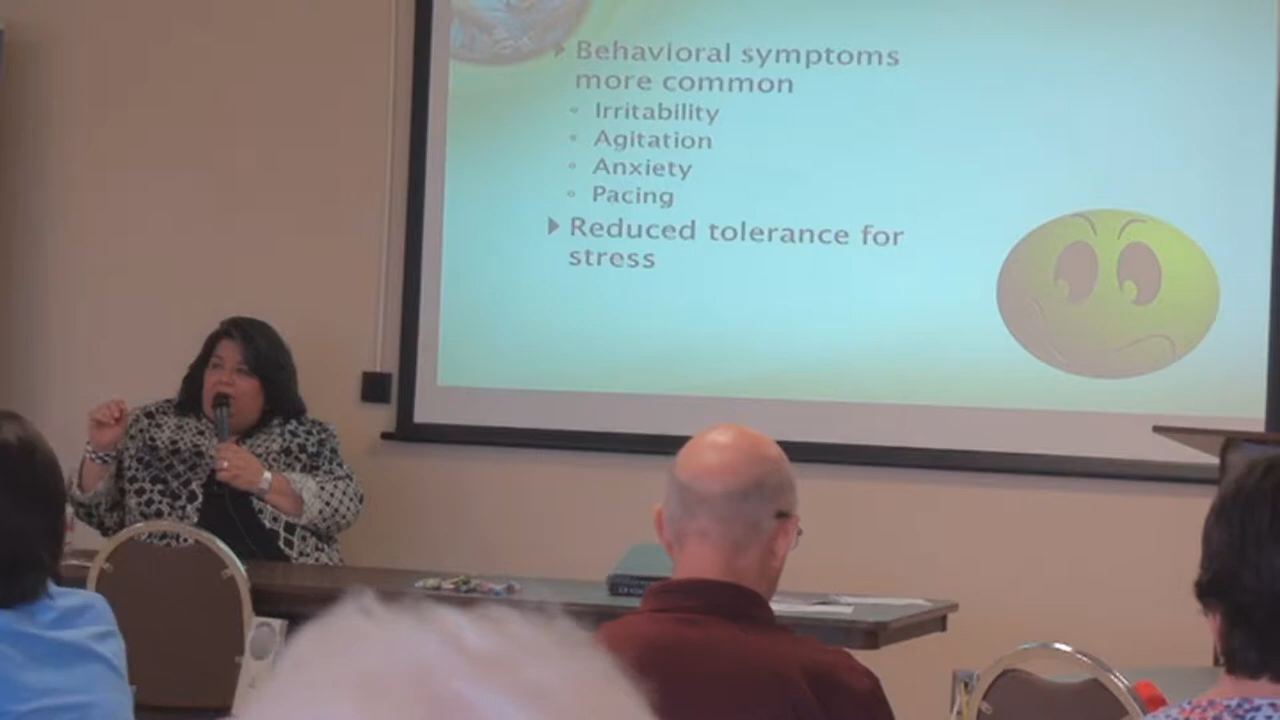 Behavioral symptoms
more common
Irritability
Agitation
Anxiety
Pacing
Reduced tolerance for
stress